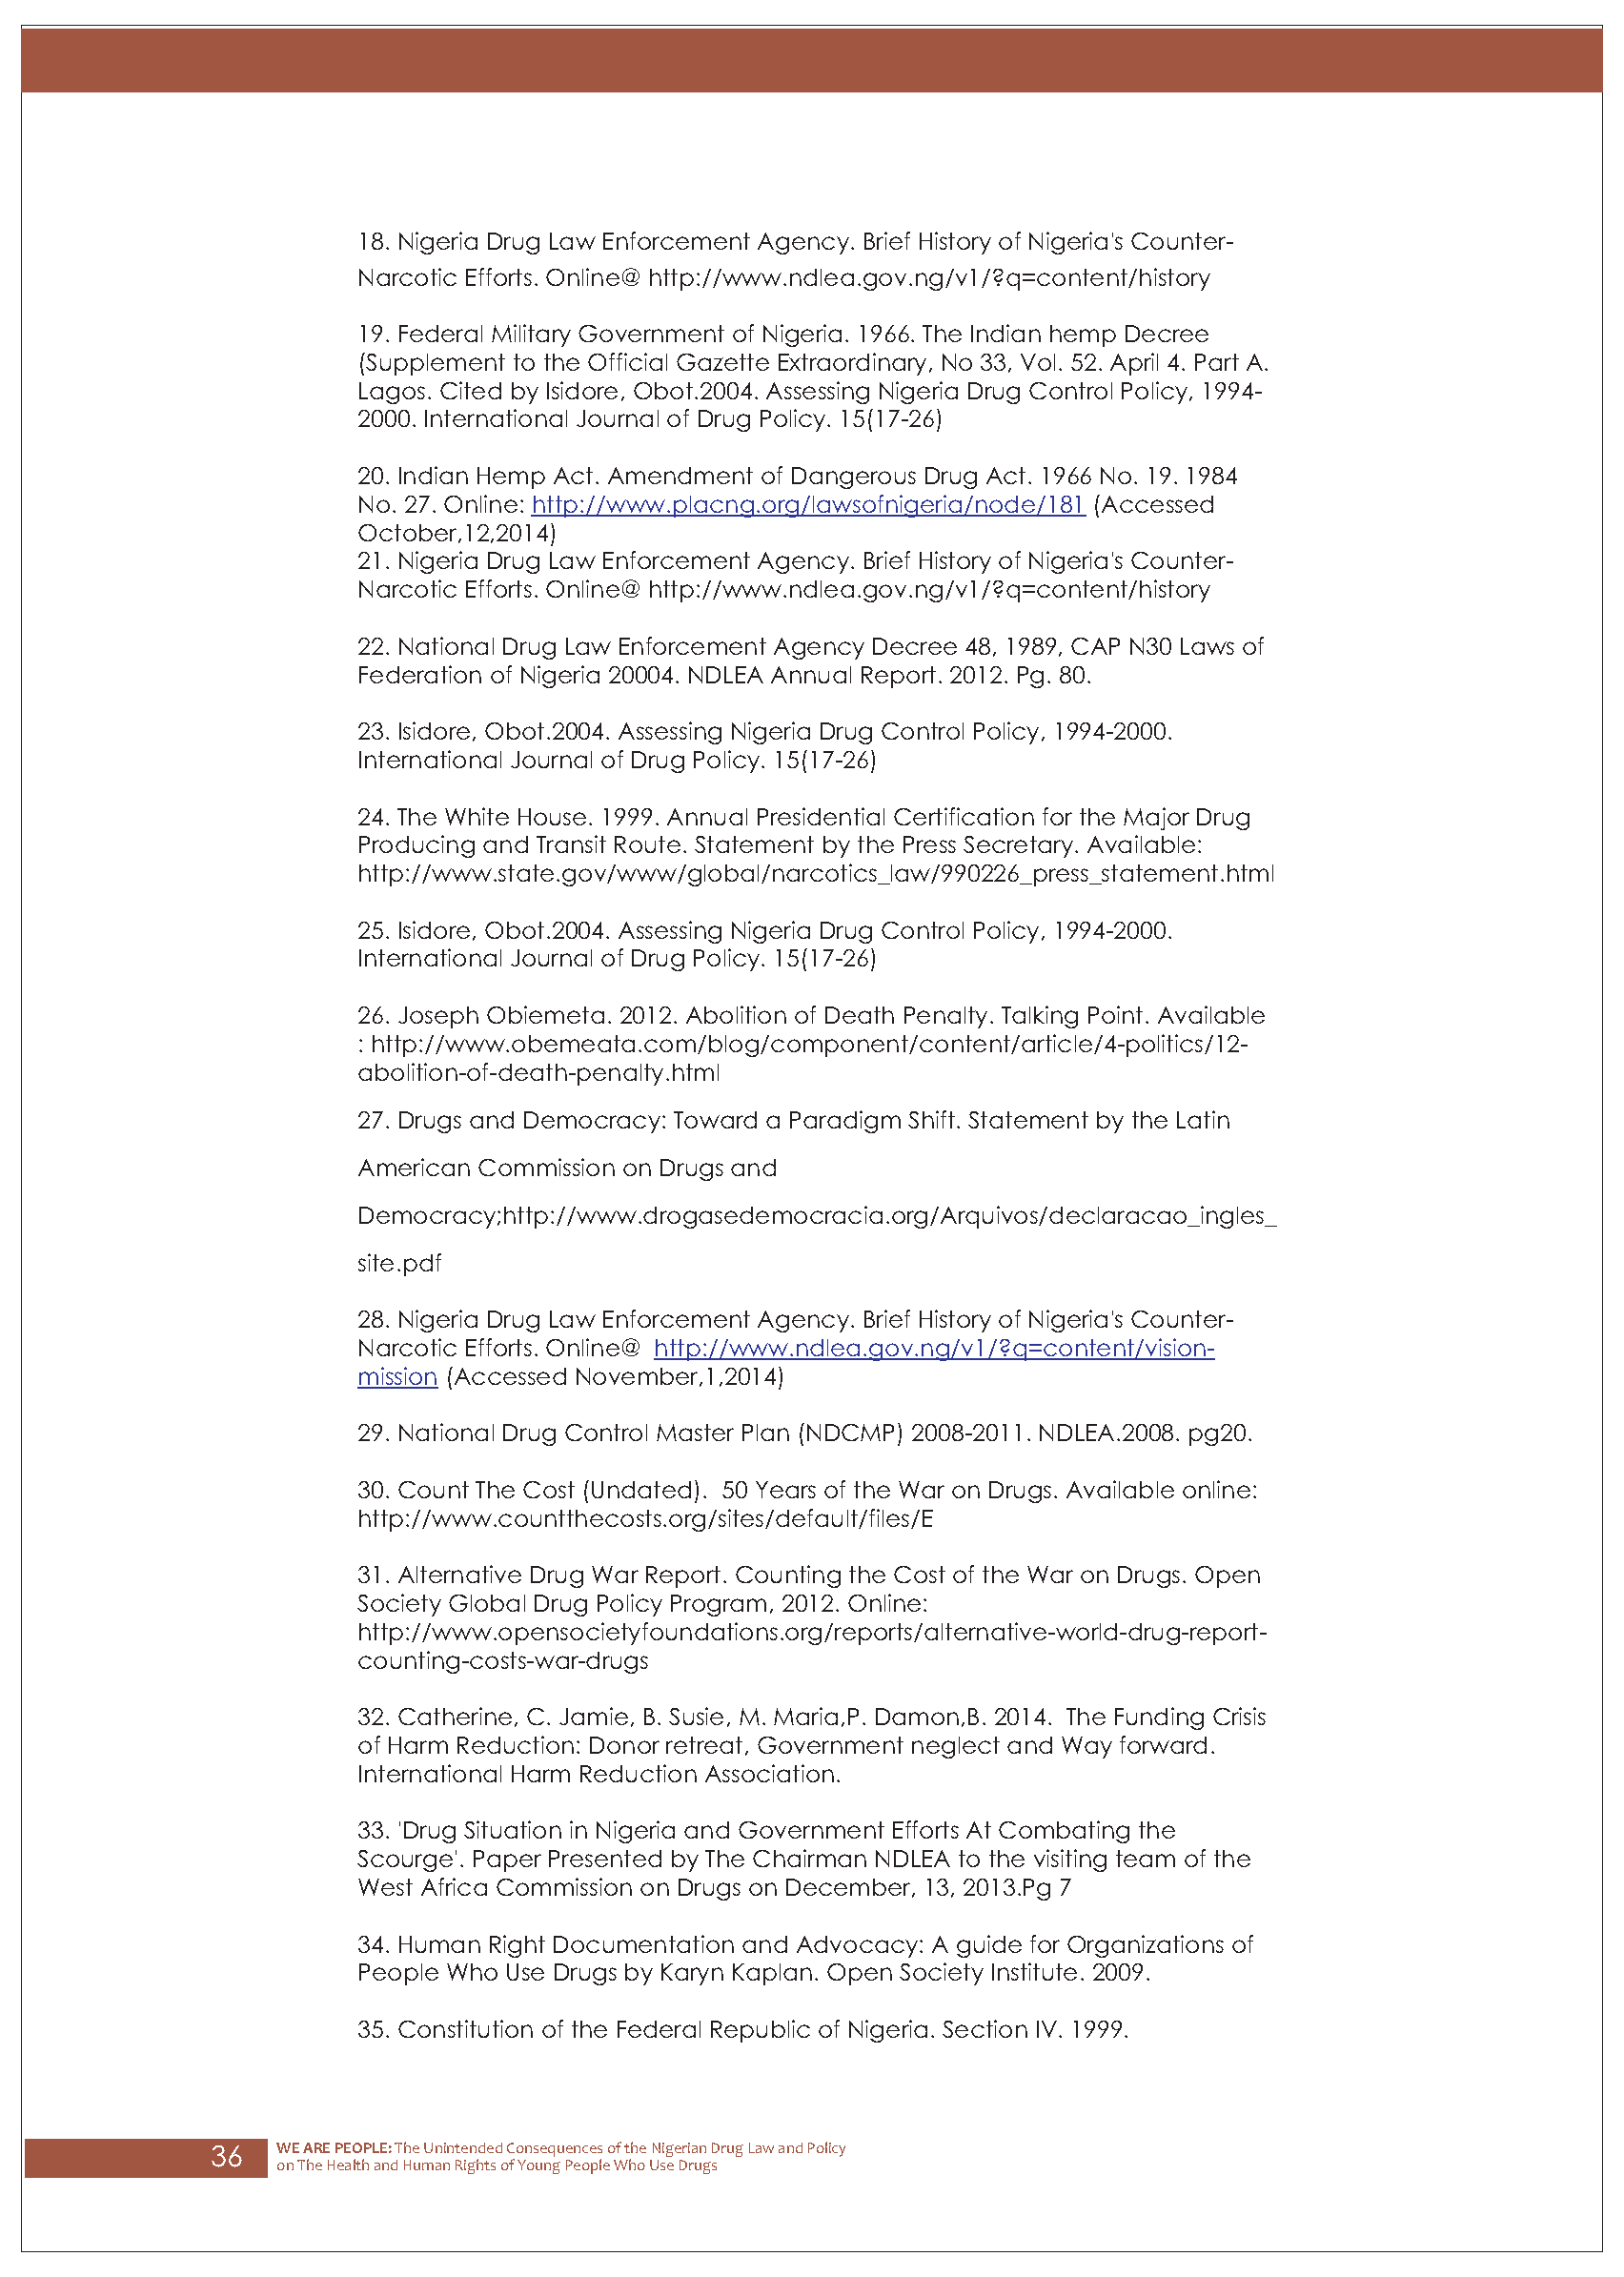 18. Nigeria Drug Law Enforcement Agency. Brief History of Nigeria's Counter-
Narcotic Efforts. Online@ http://www.ndlea.gov.ng/v1/?q=content/history
19. Federal Military Government of Nigeria. 1966. The Indian hemp Decree
(Supplement to the Official Gazette Extraordinary, No 33, Vol. 52. April 4. Part A.
Lagos. Cited by Isidore, Obot.2004. Assessing Nigeria Drug Control Policy, 1994-
2000. International Journal of Drug Policy. 15(17-26)
20. Indian Hemp Act. Amendment of Dangerous Drug Act. 1966 No. 19. 1984
No. 27. Online: http://www.placng.org/lawsofnigeria/node/181 (Accessed
October,12,2014)
21. Nigeria Drug Law Enforcement Agency. Brief History of Nigeria's Counter-
Narcotic Efforts. Online@ http://www.ndlea.gov.ng/v1/?q=content/history
22. National Drug Law Enforcement Agency Decree 48, 1989, CAP N30 Laws of
Federation of Nigeria 20004. NDLEA Annual Report. 2012. Pg. 80.
23. Isidore, Obot.2004. Assessing Nigeria Drug Control Policy, 1994-2000.
International Journal of Drug Policy. 15(17-26)
24. The White House. 1999. Annual Presidential Certification for the Major Drug
Producing and Transit Route. Statement by the Press Secretary. Available:
http://www.state.gov/www/global/narcotics_law/990226_press_statement.html
25. Isidore, Obot.2004. Assessing Nigeria Drug Control Policy, 1994-2000.
International Journal of Drug Policy. 15(17-26)
26. Joseph Obiemeta. 2012. Abolition of Death Penalty. Talking Point. Available
: http://www.obemeata.com/blog/component/content/article/4-politics/12-
abolition-of-death-penalty.html
27. Drugs and Democracy: Toward a Paradigm Shift. Statement by the Latin
American Commission on Drugs and
Democracy;http://www.drogasedemocracia.org/Arquivos/declaracao_ingles_
site.pdf
28. Nigeria Drug Law Enforcement Agency. Brief History of Nigeria's Counter-
Narcotic Efforts. Online@  http://www.ndlea.gov.ng/v1/?q=content/vision-
mission (Accessed November,1,2014)
29. National Drug Control Master Plan (NDCMP) 2008-2011. NDLEA.2008. pg20.
30. Count The Cost (Undated).  50 Years of the War on Drugs. Available online:
http://www.countthecosts.org/sites/default/files/E
31. Alternative Drug War Report. Counting the Cost of the War on Drugs. Open
Society Global Drug Policy Program, 2012. Online:
http://www.opensocietyfoundations.org/reports/alternative-world-drug-report-
counting-costs-war-drugs
32. Catherine, C. Jamie, B. Susie, M. Maria,P. Damon,B. 2014.  The Funding Crisis
of Harm Reduction: Donor retreat, Government neglect and Way forward.
International Harm Reduction Association.
33. 'Drug Situation in Nigeria and Government Efforts At Combating the
Scourge'. Paper Presented by The Chairman NDLEA to the visiting team of the
West Africa Commission on Drugs on December, 13, 2013.Pg 7
34. Human Right Documentation and Advocacy: A guide for Organizations of
People Who Use Drugs by Karyn Kaplan. Open Society Institute. 2009.
35. Constitution of the Federal Republic of Nigeria. Section IV. 1999.
36
WE ARE PEOPLE: The Unintended Consequences of the Nigerian Drug Law and Policy
on The Health and Human Rights of Young People Who Use Drugs